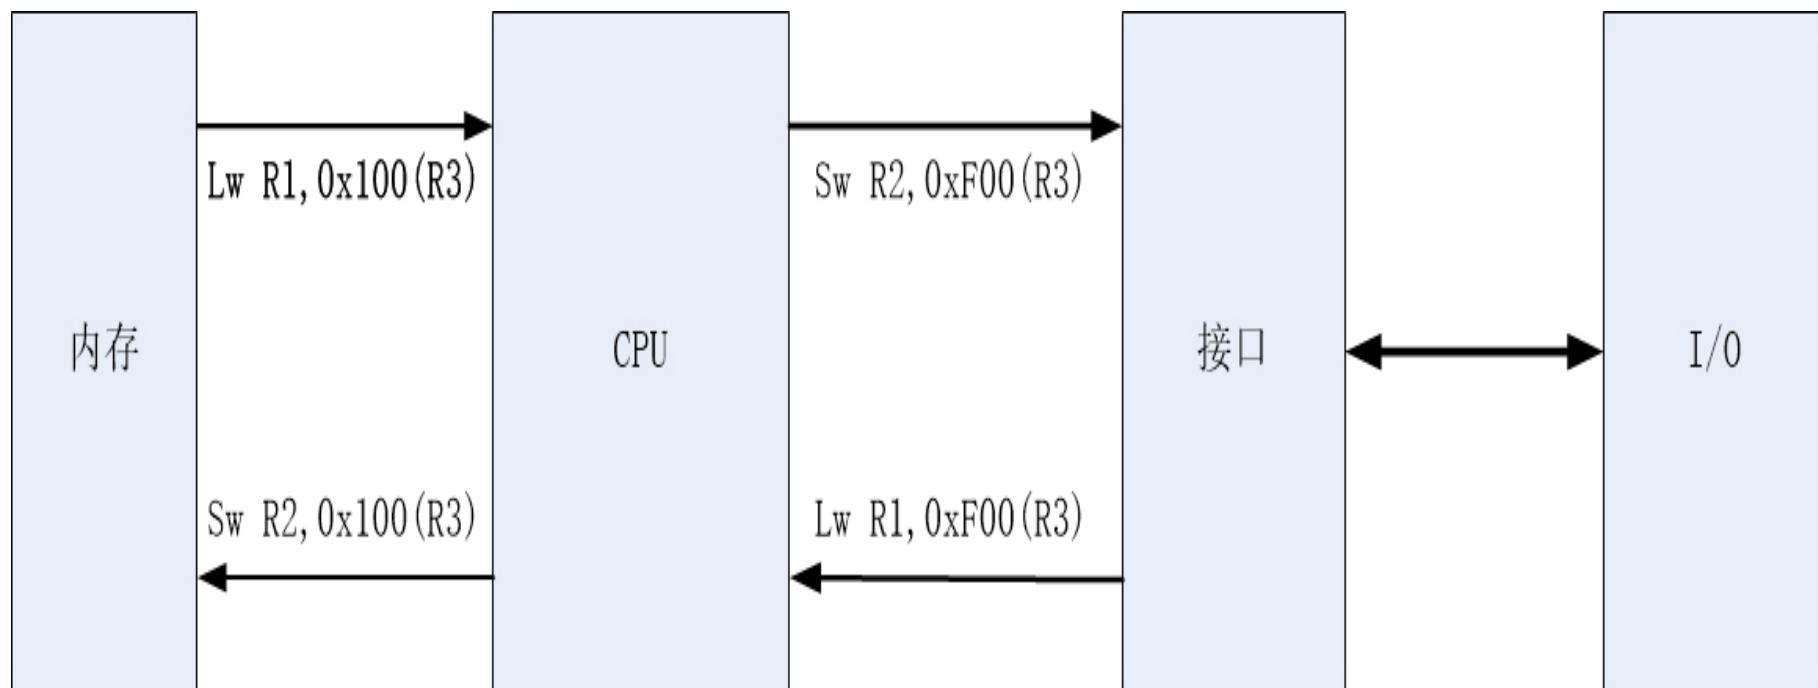 Lw R1,0x100(R3)
Sw R2,0xF00(R3)
内存
CPU
接口
I/O
Sw R2,0x100(R3)
Lw R1,0xF00(R3)